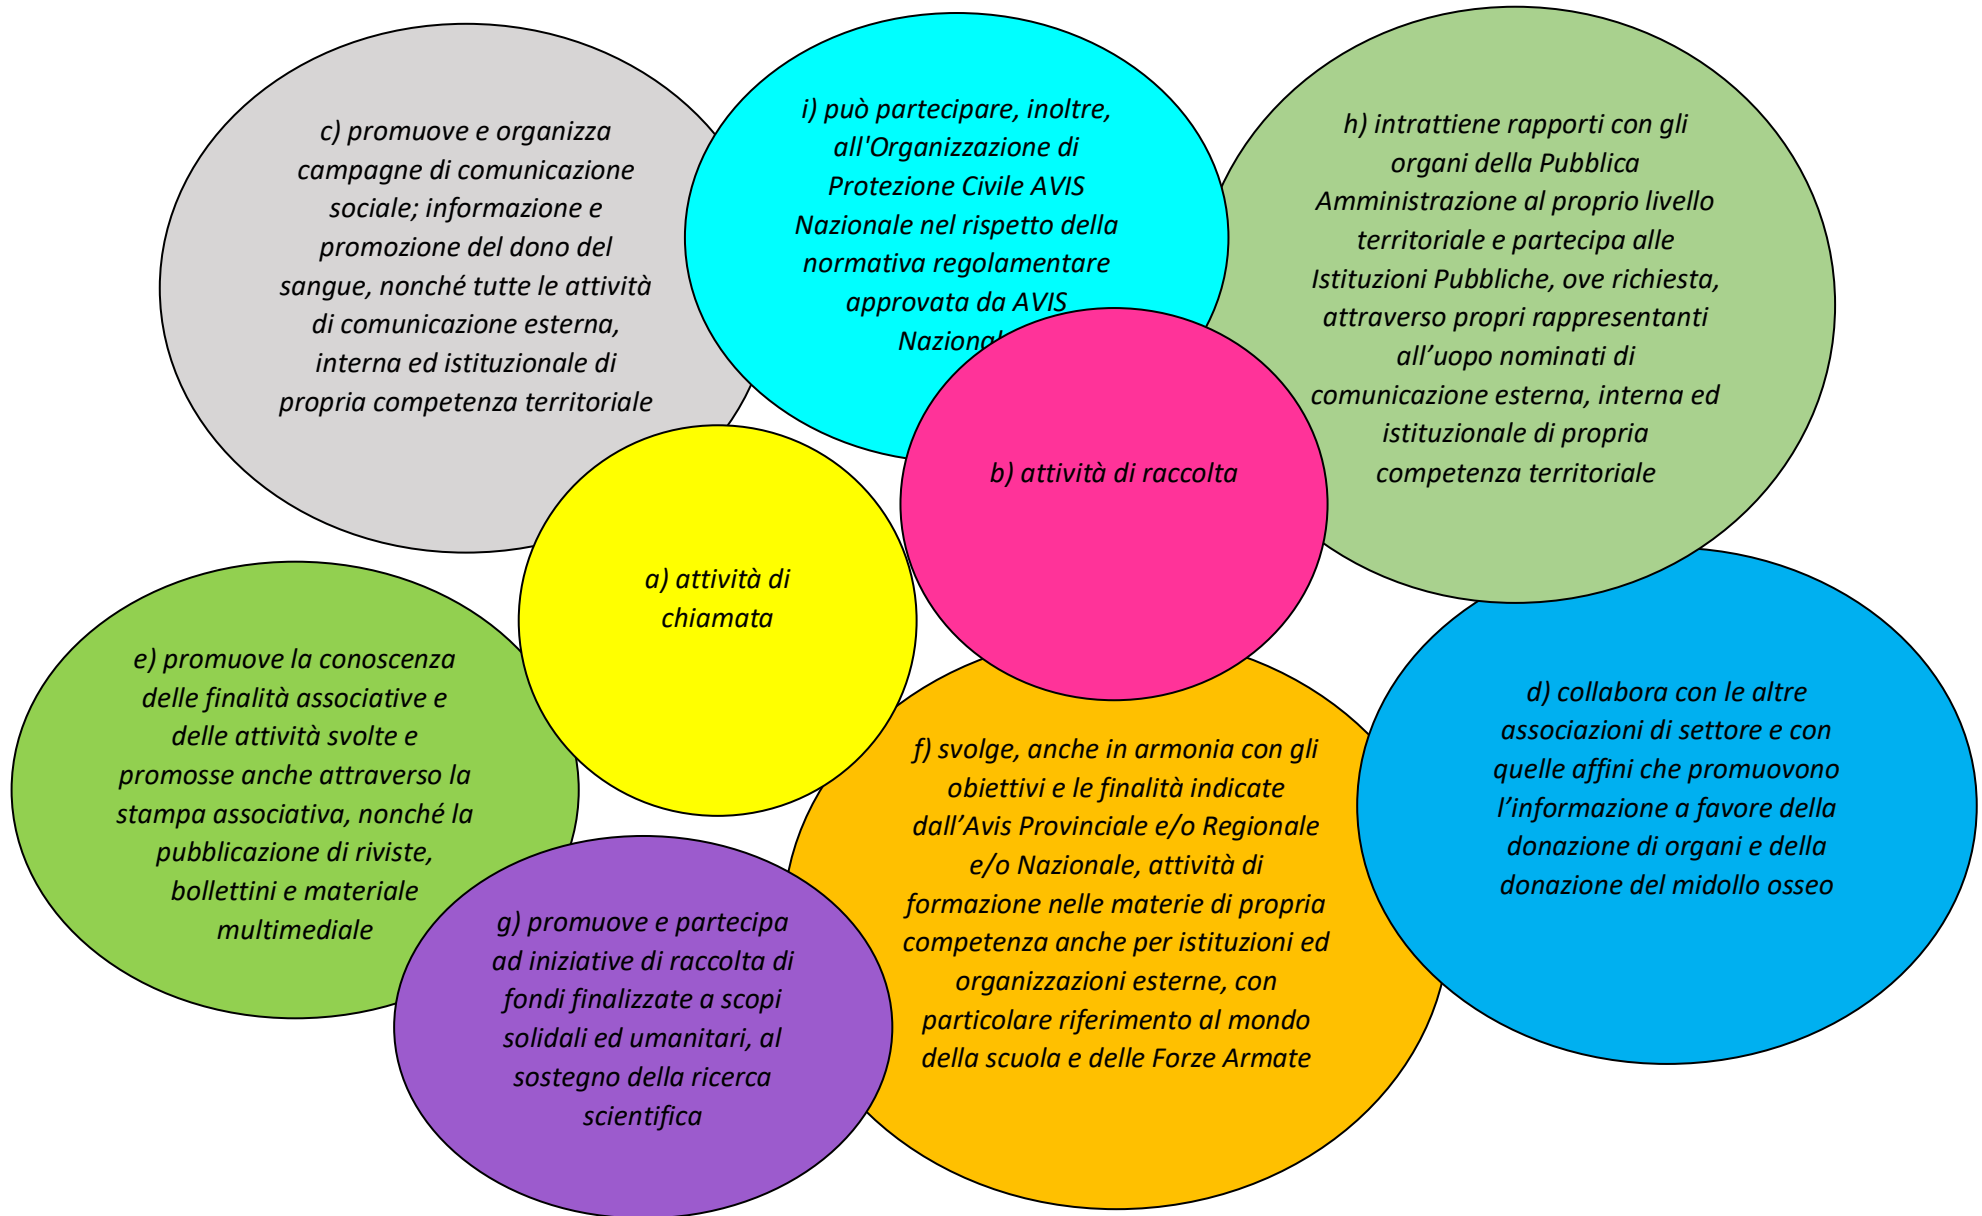 c) promuove e organizza
campagne di comunicazione
sociale; informazione e
promozione del dono del
sangue, nonché tutte le attività
di comunicazione esterna,
interna ed istituzionale di
propria competenza territoriale
i) può partecipare, inoltre,
all'Organizzazione di
Protezione Civile AVIS
Nazionale nel rispetto della
normativa regolamentare
approvata da AVIS
h) intrattiene rapporti con gli
organi della Pubblica
Amministrazione al proprio livello
territoriale e partecipa alle
Istituzioni Pubbliche, ove richiesta,
attraverso propri rappresentanti
all’uopo nominati di
comunicazione esterna, interna ed
istituzionale di propria
competenza territoriale
b) attività di raccolta
a) attività di
chiamata
e) promuove la conoscenza
delle finalità associative e
delle attività svolte e
promosse anche attraverso la
stampa associativa, nonché la
pubblicazione di riviste,
bollettini e materiale
multimediale
g) promuove e partecipa
ad iniziative di raccolta di
fondi finalizzate a scopi
solidali ed umanitari, al
sostegno della ricerca
scientifica
f) svolge, anche in armonia con gli
obiettivi e le finalità indicate
dall’Avis Provinciale e/o Regionale
e/o Nazionale, attività di
formazione nelle materie di propria
competenza anche per istituzioni ed
organizzazioni esterne, con
particolare riferimento al mondo
della scuola e delle Forze Armate
d) collabora con le altre
associazioni di settore e con
quelle affini che promuovono
l’informazione a favore della
donazione di organi e della
donazione del midollo osseo